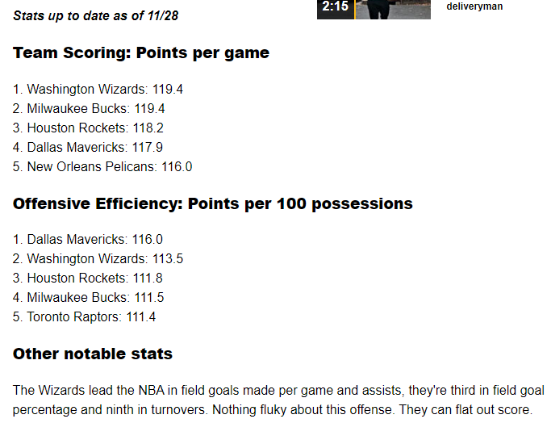 2:15
deliveryman
Stats up to date as of 11/28
Team Scoring: Points per game
1. Washington Wizards: 119.4
2. Milwaukee Bucks: 119.4
3. Houston Rockets: 118.2
4. Dallas Mavericks: 117.9
5. New Orleans Pelicans: 116.0
Offensive Efficiency: Points per 100 possessions
1. Dallas Mavericks: 116.0
2. Washington Wizards: 113.5
3. Houston Rockets: 111.8
4. Milwaukee Bucks: 111.5
5. Toronto Raptors: 111.4
Other notable stats
The Wizards lead the NBA in field goals made per game and assists, they're third in field goal
percentage and ninth in turnovers. Nothing fluky about this offense. They can flat out score.